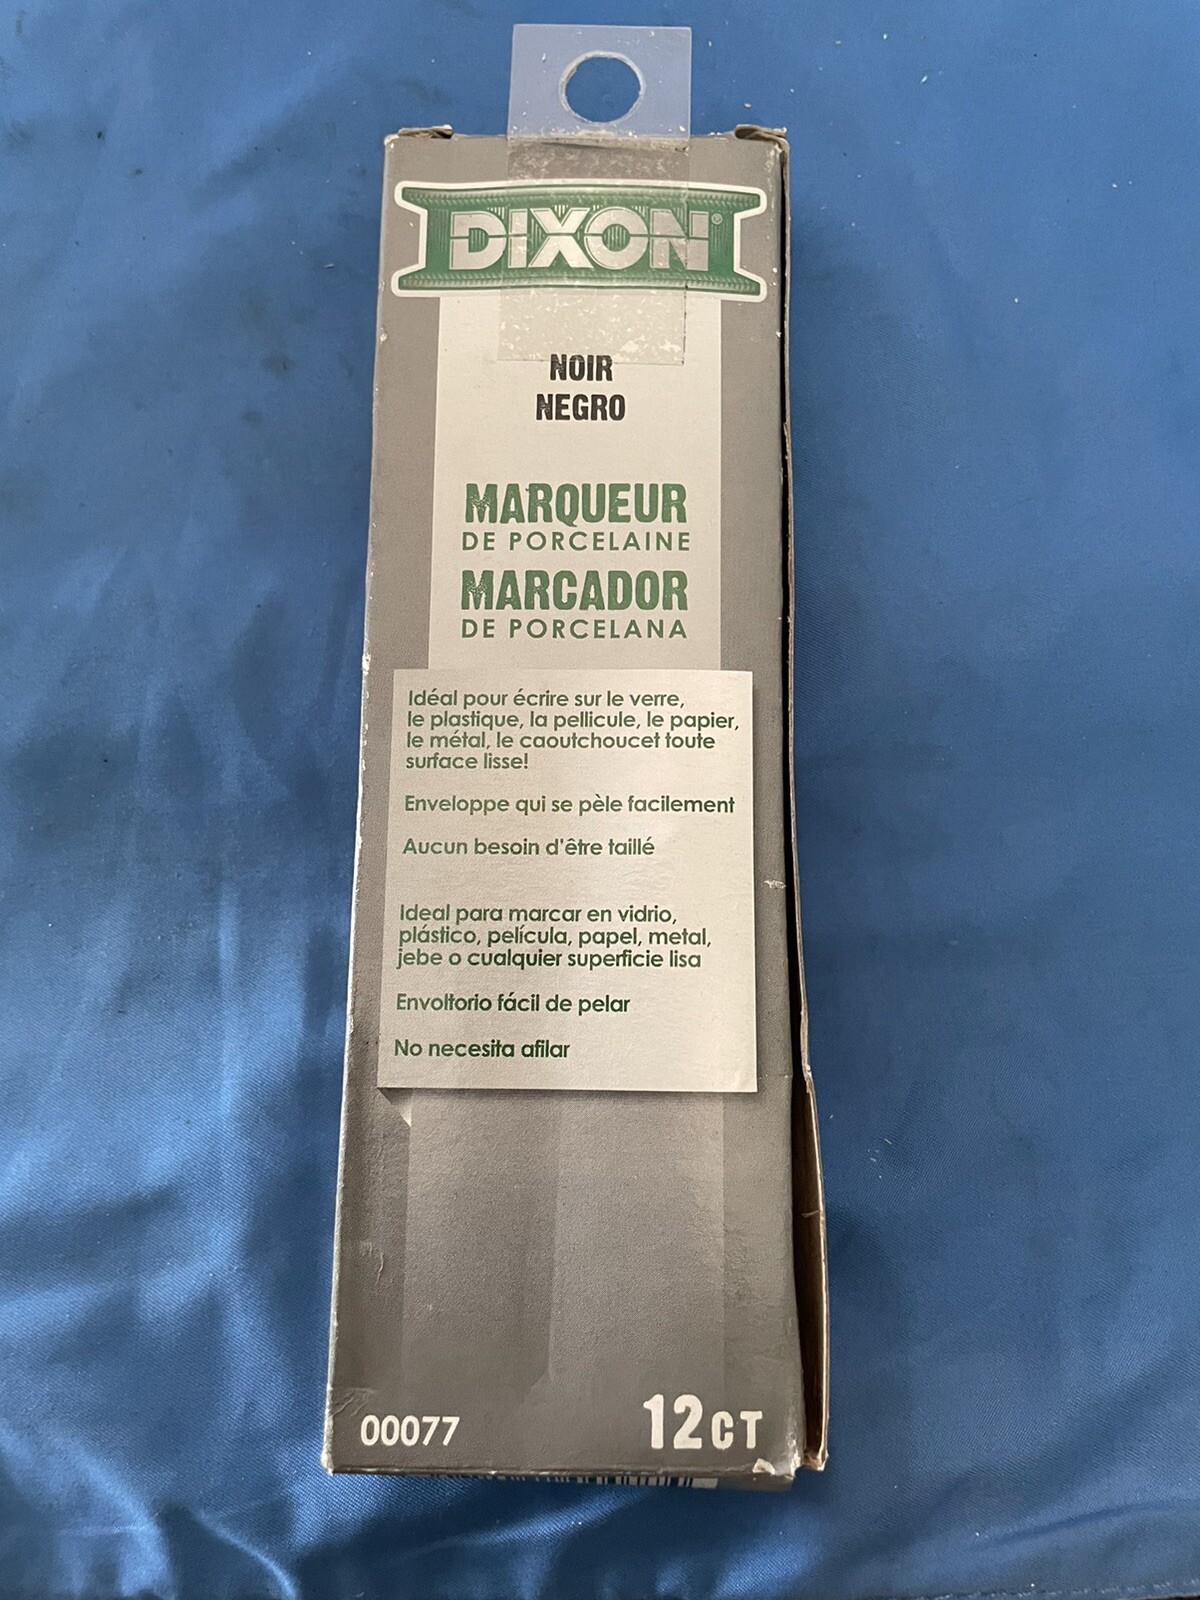 DIXON®
NOIR
NEGRO
MARQUEUR
DE PORCELAINE
MARCADOR
DE PORCELANA
Idéal pour écrire sur le verre,
le plastique, la pellicule, le papier,
le métal, le caoutchoucet toute
surface lisse!
Enveloppe qui se pèle facilement
Aucun besoin d'être taillé
Ideal para marcar en vidrio,
plástico, película, papel, metal,
jebe o cualquier superficie lisa
Envoltorio fácil de pelar
No necesita afilar
00077
12CT